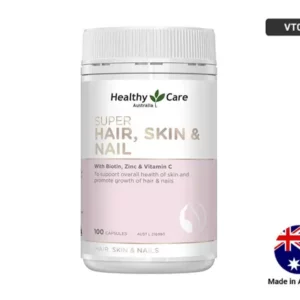 VTC
Healthy Care
Australia
SUPER
HAIR, SKIN &
NAIL
With Biotin, Zinc & Vitamin C
To support overall health of skin and
promote growth of hair & nails
100 CAPSULES
HAIR, SKIN & NAILS
Made in A